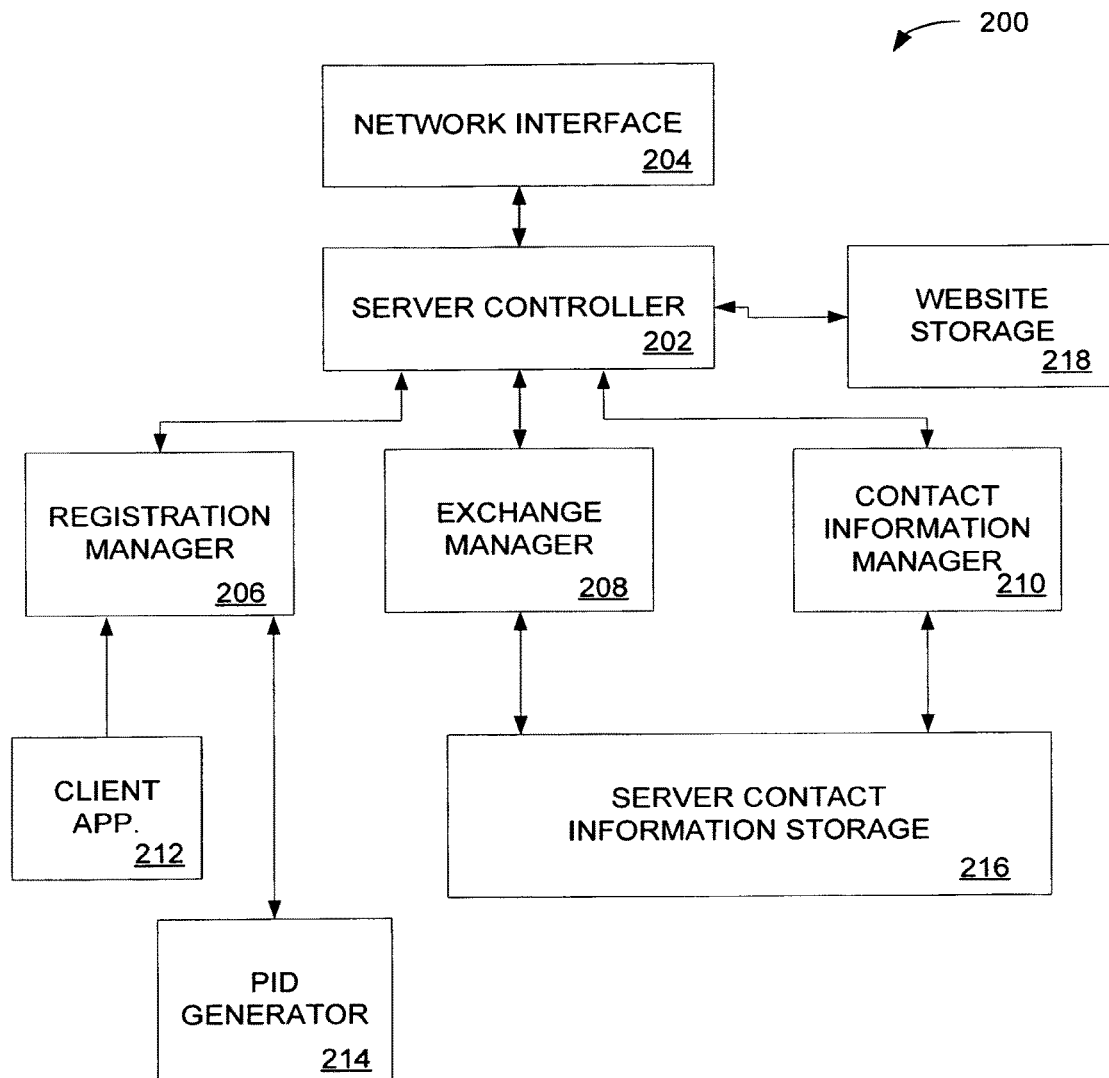 200
NETWORK INTERFACE
204
SERVER CONTROLLER
202
WEBSITE
STORAGE
218
REGISTRATION
MANAGER
206
EXCHANGE
MANAGER
208
CONTACT
INFORMATION
MANAGER
210
CLIENT
APP.
212
SERVER CONTACT
INFORMATION STORAGE
216
PID
GENERATOR
214